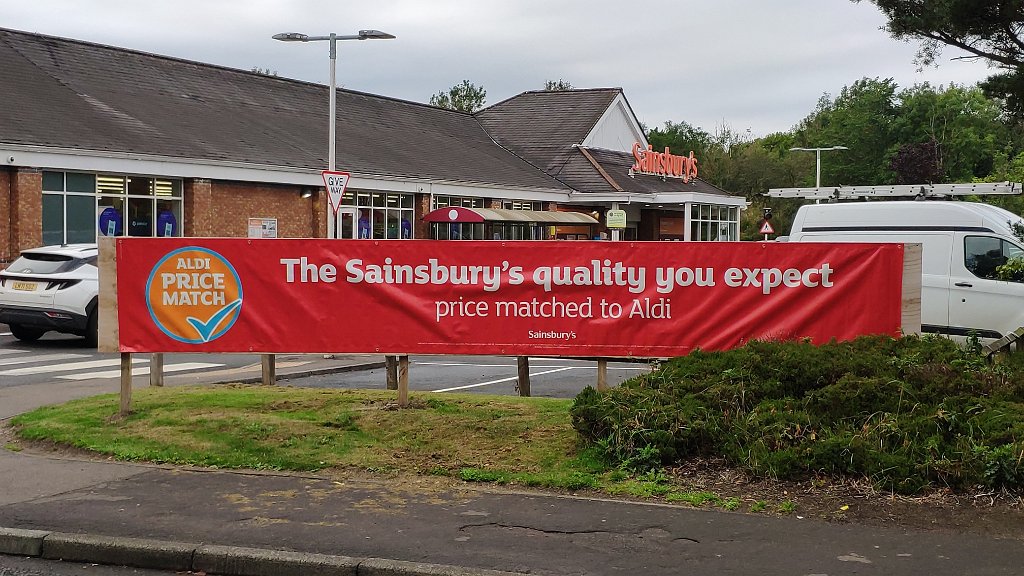 Sainsbury's
GIVE
WAY
ALDI
PRICE
MATCH
The Sainsbury's quality you expect
price matched to Aldi
Sainsbury's